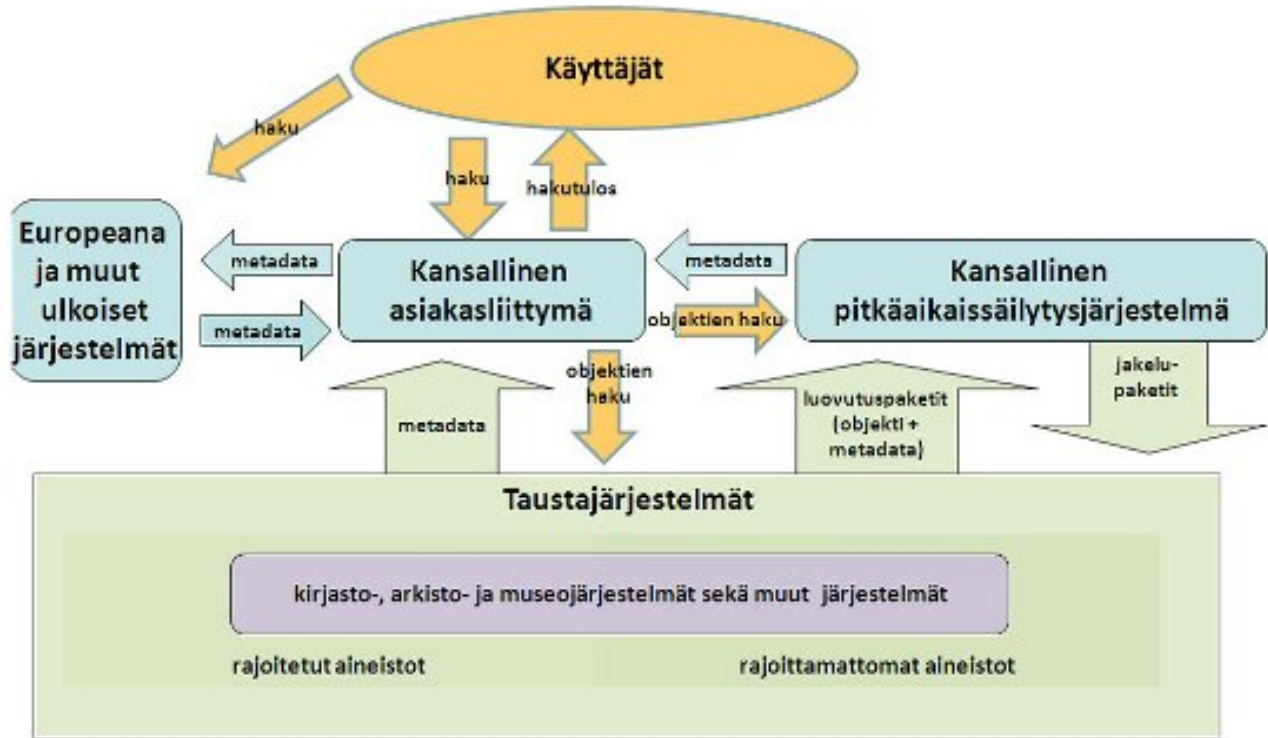 Käyttäjät
haku
haku
hakutulos
Europeana
ja muut
ulkoiset
järjestelmät
metadata
metadata
Kansallinen
asiakasliittymä
metadata
objektien haku
Kansallinen
pitkäaikaissäilytysjärjestelmä
metadata
objektien
haku
luovutuspaketit
(objekti +
metadata)
jakelu-
paketit
Taustajärjestelmät
kirjasto-, arkisto- ja museojärjestelmät sekä muut järjestelmät
rajoitetut aineistot
rajoittamattomat aineistot